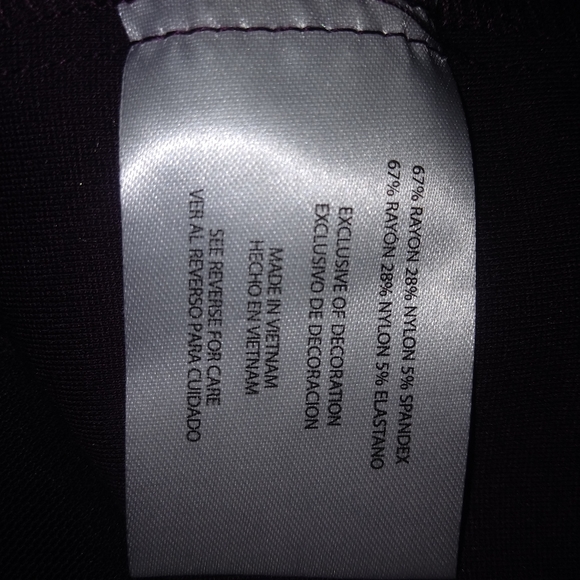 67% RAYON 28% NYLON 5% SPANDEX
67% RAYÓN 28% NYLON 5% ELASTANO
EXCLUSIVE OF DECORATION
EXCLUSIVO DE DECORACION
MADE IN VIETNAM
HECHO EN VIETNAM
SEE REVERSE FOR CARE
VER AL REVERSO PARA CUIDADO